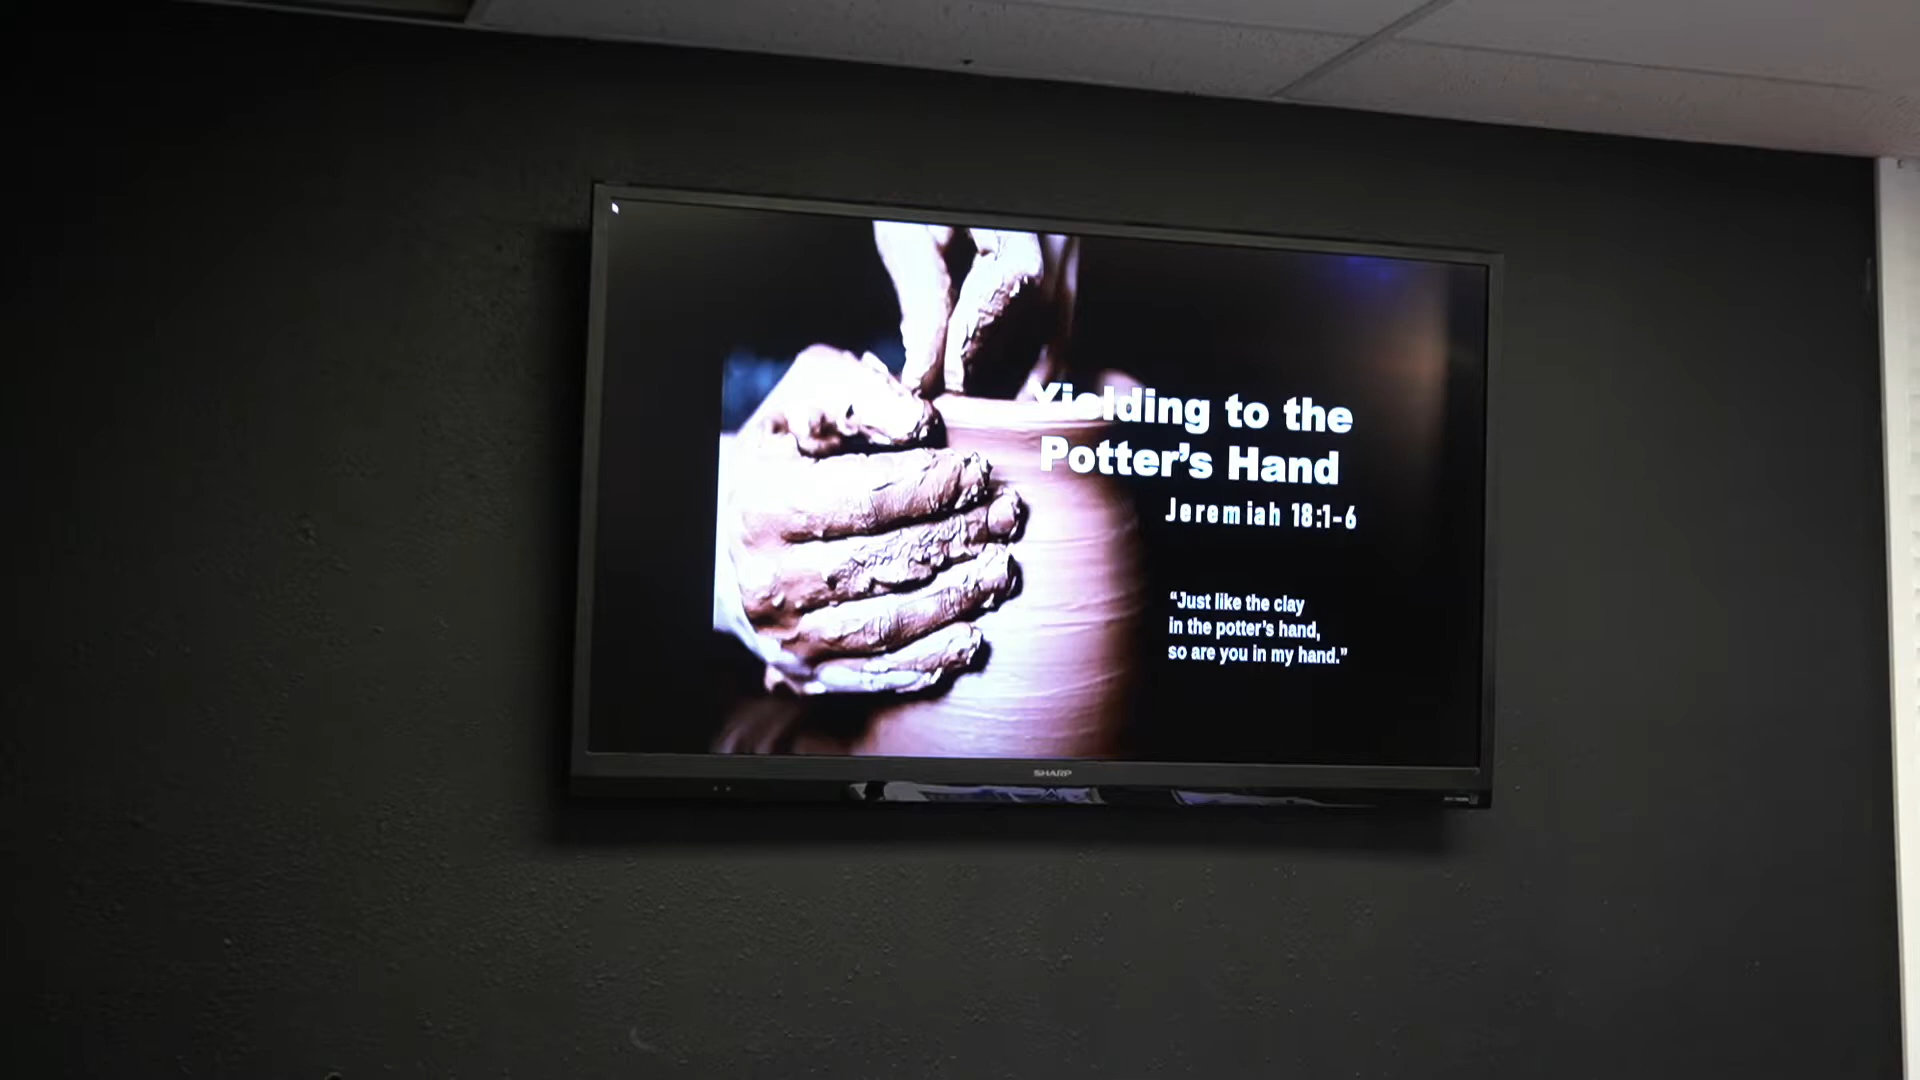 Yielding to the
Potter’s Hand
Jeremiah 18:1-6
“Just like the clay
in the potter’s hand,
so are you in my hand.”
SHARP